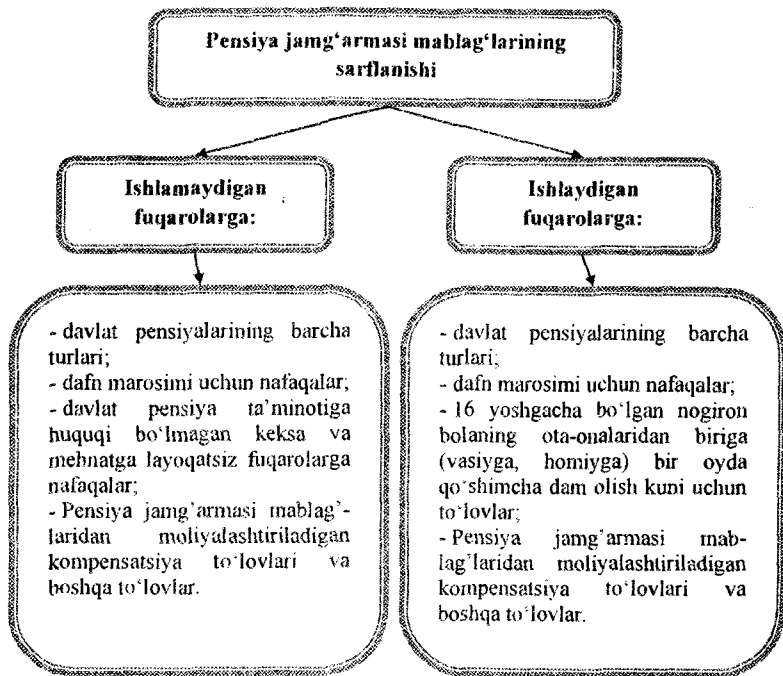 Pensiya jamg‘armasi mablag‘larining
sarflanishi
Ishlamaydigan
fuqarolarga:
Ishlaydigan
fuqarolarga:
- davlat pensiyalarining barcha
turlari;
- dafn marosimi uchun nafaqalar;
- davlat pensiya ta’minotiga
huquqi bo‘lmagan keksa va
mehnatga layoqatsiz fuqarolarga
nafaqalar;
- Pensiya jamg’armasi mablag’-
laridan moliyalashtiriladigan
kompensatsiya to‘lovlari va
boshqa to‘lovlar.
- davlat pensiyalarining barcha
turlari;
- dafn marosimi uchun nafaqalar;
- 16 yoshgacha bo‘lgan nogiron
bolaning ota-onalaridan biriga
(vasiyga, homiyga) bir oyda
qo‘shimcha dam olish kuni uchun
to‘lovlar;
- Pensiya jamg’armasi mab-
lag’laridan moliyalashtiriladigan
kompensatsiya to‘lovlari va
boshqa to‘lovlar.